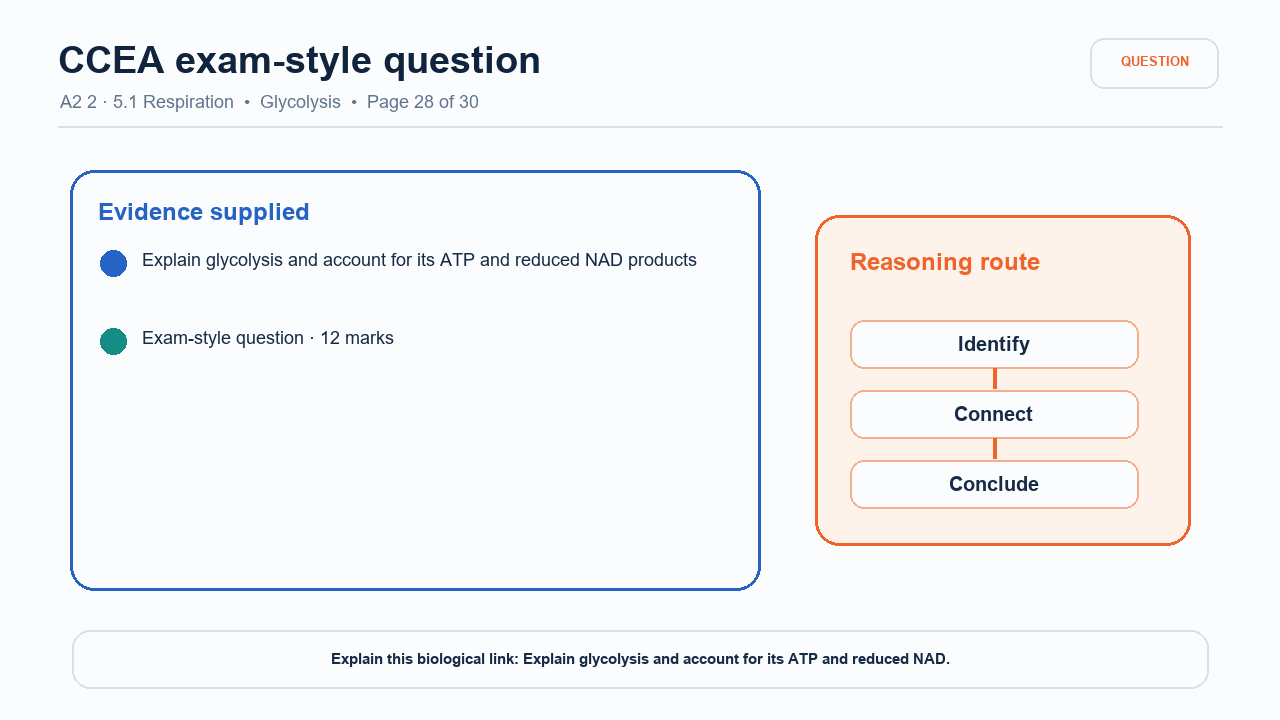 CCEA exam-style question
QUESTION
A2 2 · 5.1 Respiration • Glycolysis • Page 28 of 30
Evidence supplied
Explain glycolysis and account for its ATP and reduced NAD products
Exam-style question · 12 marks
Reasoning route
Identify
Connect
Conclude
Explain this biological link: Explain glycolysis and account for its ATP and reduced NAD.